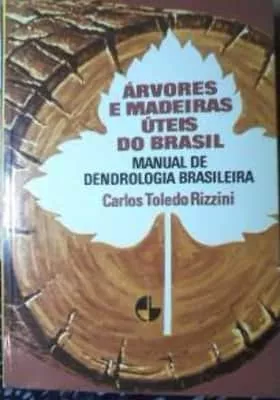 ÁRVORES
E MADEIRAS
ÚTEIS
DO BRASIL
MANUAL DE
DENDROLOGIA BRASILEIRA
Carlos Toledo Rizzini